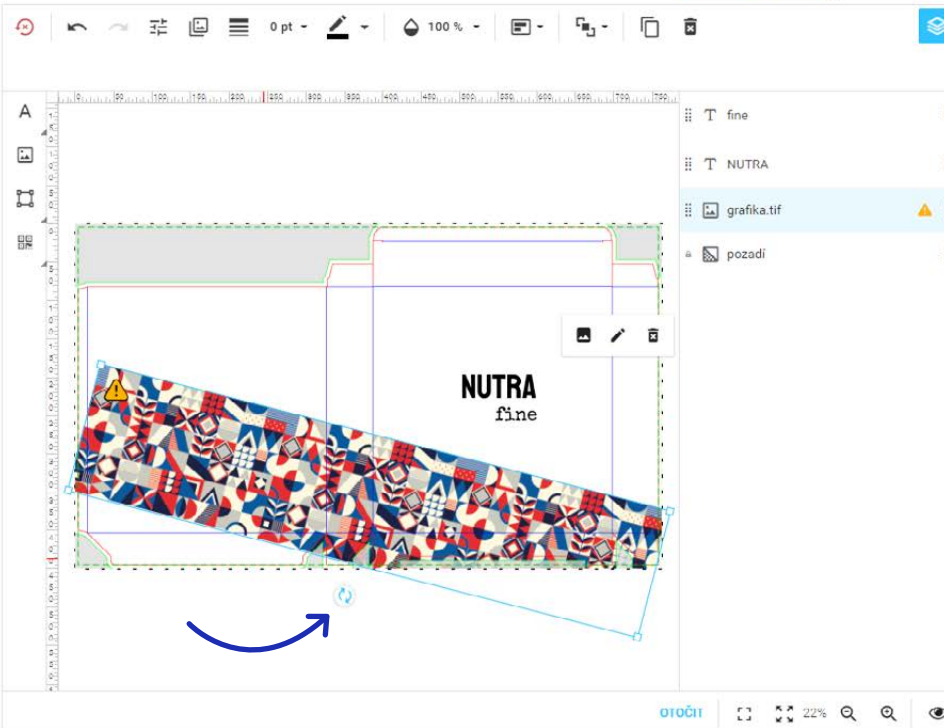 0 pt
100 %
A
fine
NUTRA
grafika.tif
pozadí
NUTRA
fine
OTOČIT
22%